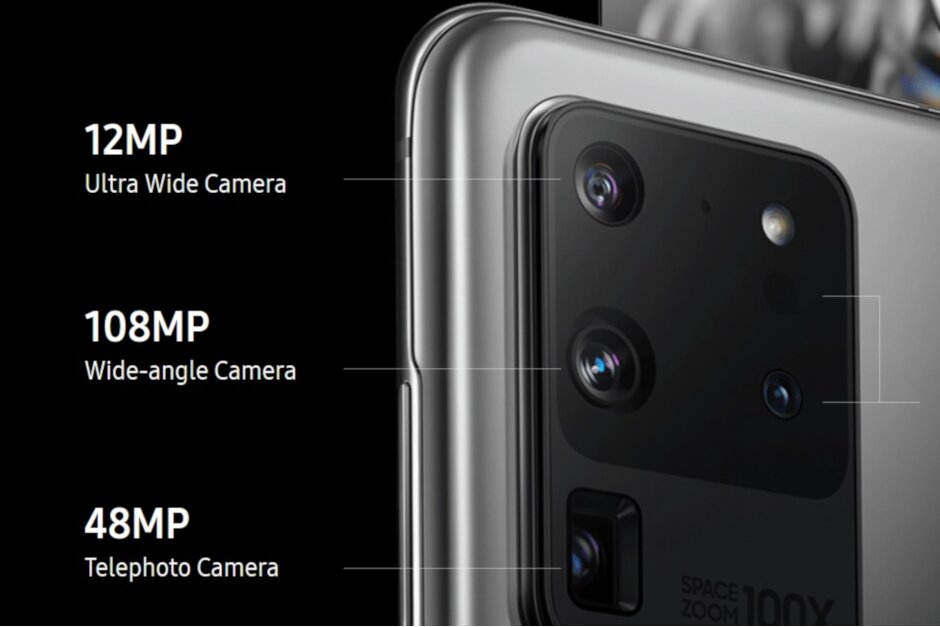 12MP
Ultra Wide Camera
108MP
Wide-angle Camera
48MP
Telephoto Camera
SPACE
ZOOM 100X